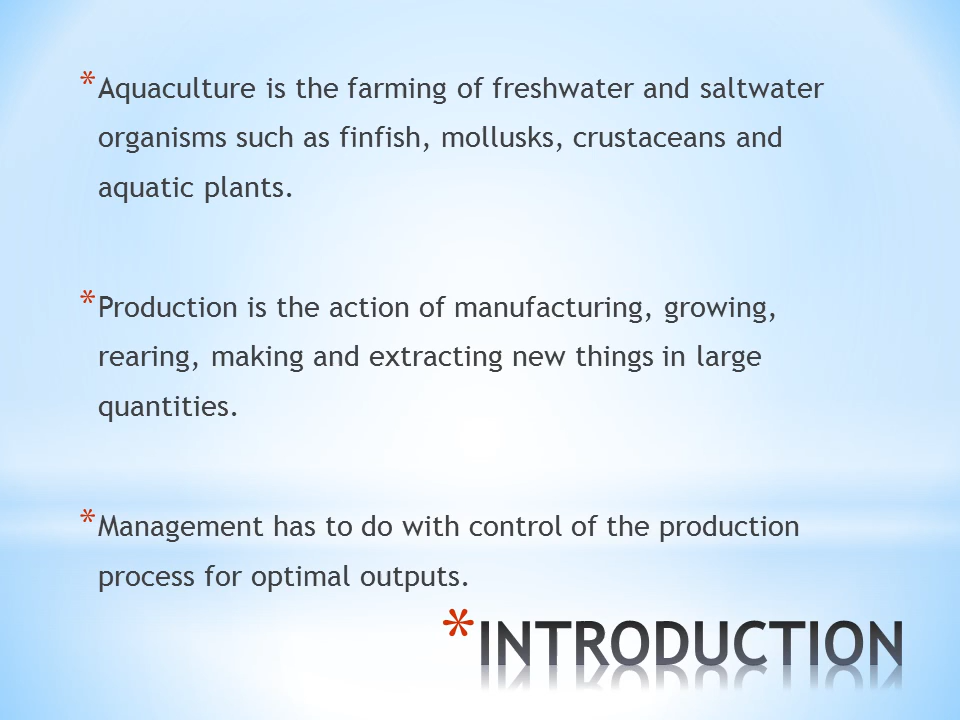 * Aquaculture is the farming of freshwater and saltwater
organisms such as finfish, mollusks, crustaceans and
aquatic plants.
* Production is the action of manufacturing, growing,
rearing, making and extracting new things in large
quantities.
* Management has to do with control of the production
process for optimal outputs.
* INTRODUCTION